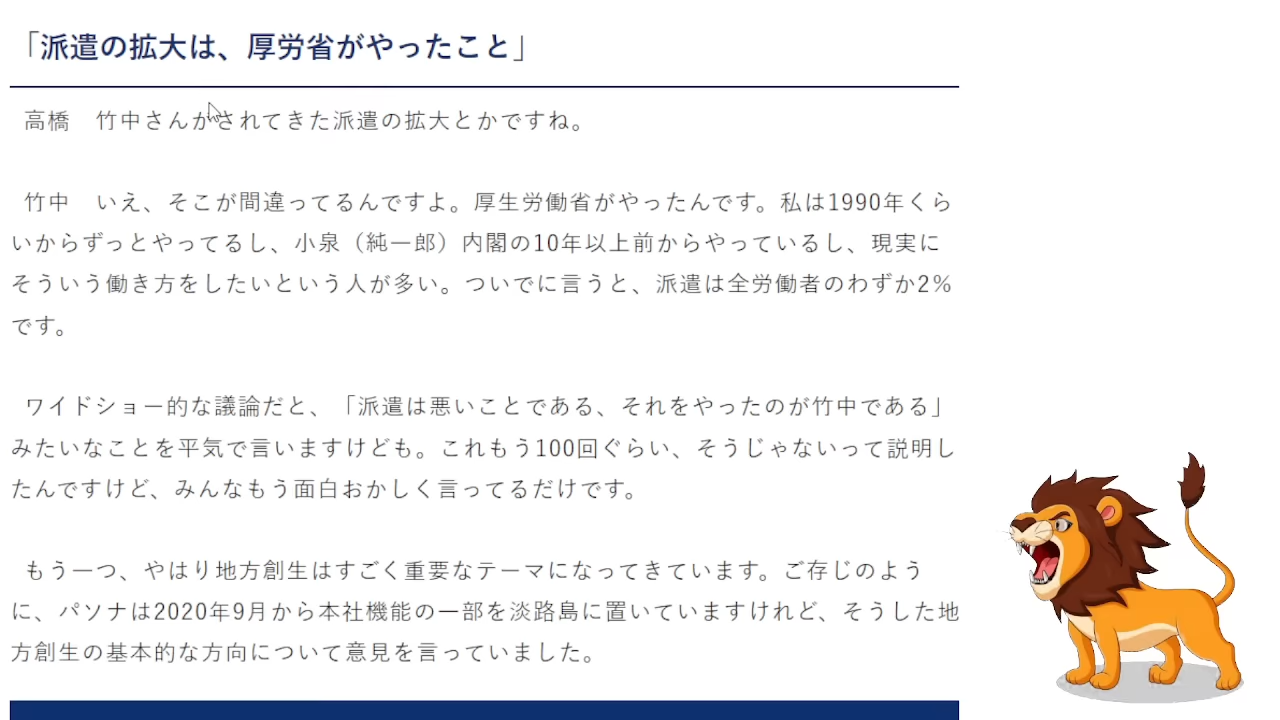 「派遣の拡大は、厚労省がやったこと」
高橋　竹中さんがされてきた派遣の拡大とかですね。
竹中　いえ、そこが間違ってるんですよ。厚生労働省がやったんです。私は1990年くら
いからずっとやってるし、小泉（純一郎）内閣の10年以上前からやっているし、現実に
そういう働き方をしたいという人が多い。ついでに言うと、派遣は全労働者のわずか2%
です。
ワイドショー的な議論だと、「派遣は悪いことである、それをやったのが竹中である」
みたいなことを平気で言いますけども。これもう100回ぐらい、そうじゃないって説明し
たんですけど、みんなもう面白おかしく言ってるだけです。
もう一つ、やはり地方創生はすごく重要なテーマになってきています。ご存じのよう
に、パソナは2020年9月から本社機能の一部を淡路島に置いていますけれど、そうした地
方創生の基本的な方向について意見を言っていました。